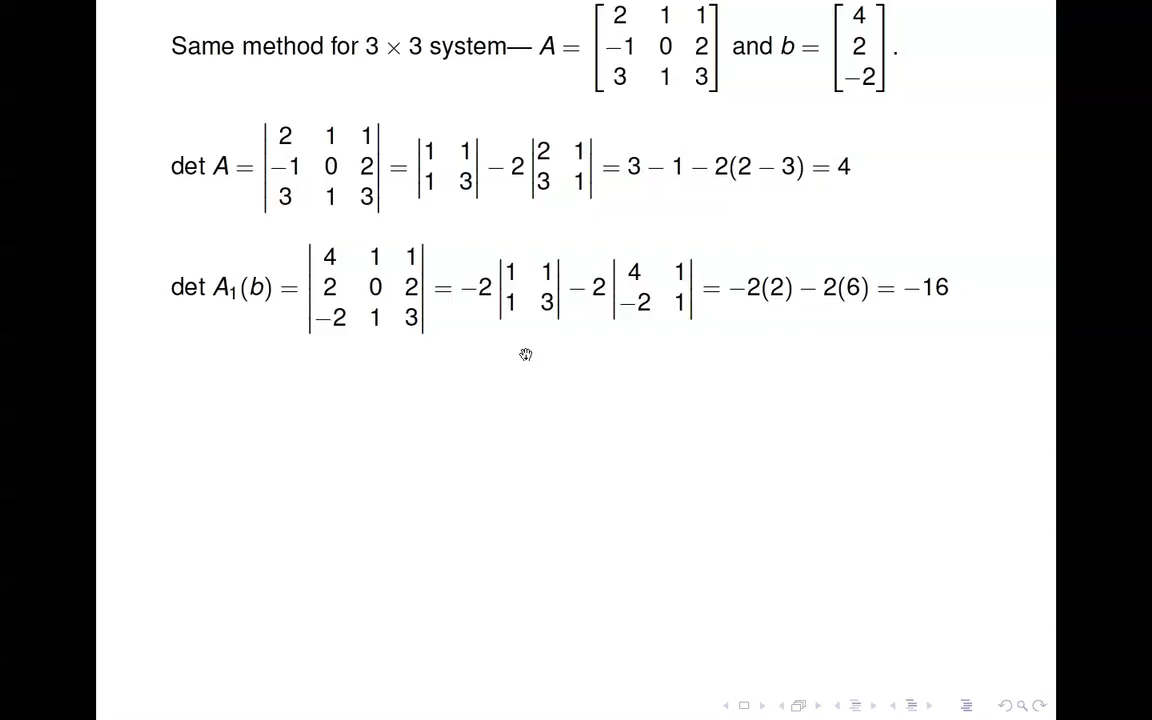 Same method for 3 × 3 system— A = [2 1 1; −1 0 2; 3 1 3] and b = [4; 2; −2].
det A = |2 1 1; −1 0 2; 3 1 3| = |1 1; 1 3| − 2 |2 1; 3 1| = 3 − 1 − 2(2 − 3) = 4
det A₁(b) = |4 1 1; 2 0 2; −2 1 3| = −2 |1 1; 1 3| − 2 |4 1; −2 1| = −2(2) − 2(6) = −16